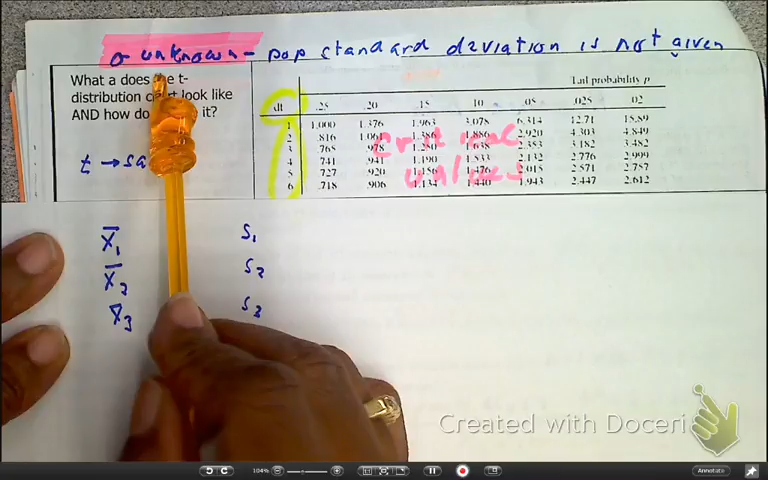 σ unknown - pop standard deviation is not given
What a does the t-
distribution chart look like
AND how do it?
Tail probability p
df .25 .20 .15 .10 .05 .025 .02
1 1.000 1.376 1.963 3.078 6.314 12.71 15.89
2 .816 1.061 1.386 1.886 2.920 4.303 4.849
3 .765 .978 1.250 1.638 2.353 3.182 3.482
4 .741 .941 1.190 1.533 2.132 2.776 2.999
5 .727 .920 1.156 1.476 2.015 2.571 2.757
6 .718 .906 1.134 1.440 1.943 2.447 2.612
critical
values
t → sa
x̄₁ s₁
x̄₂ s₂
x̄₃ s₃
Created with Doceri
104%
Annotate